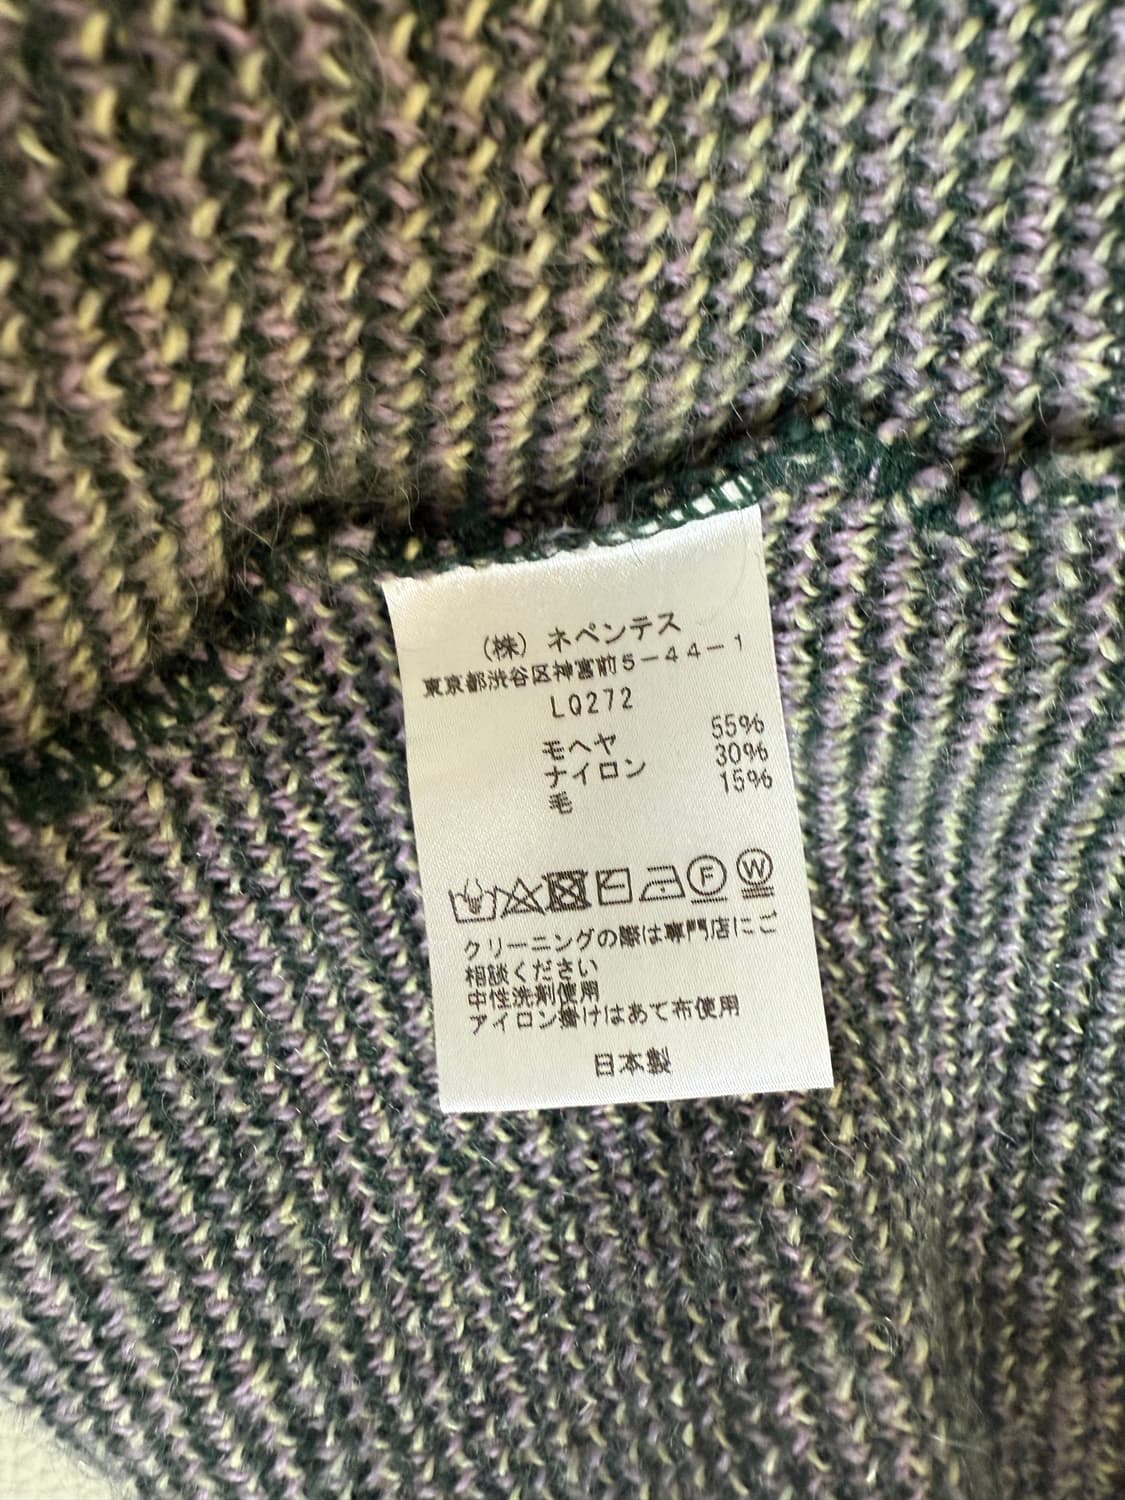 （株）ネペンテス
東京都渋谷区神宮前5－44－1
LQ272
モヘヤ 55%
ナイロン 30%
毛 15%
F W
クリーニングの際は専門店にご
相談ください
中性洗剤使用
アイロン掛けはあて布使用
日本製